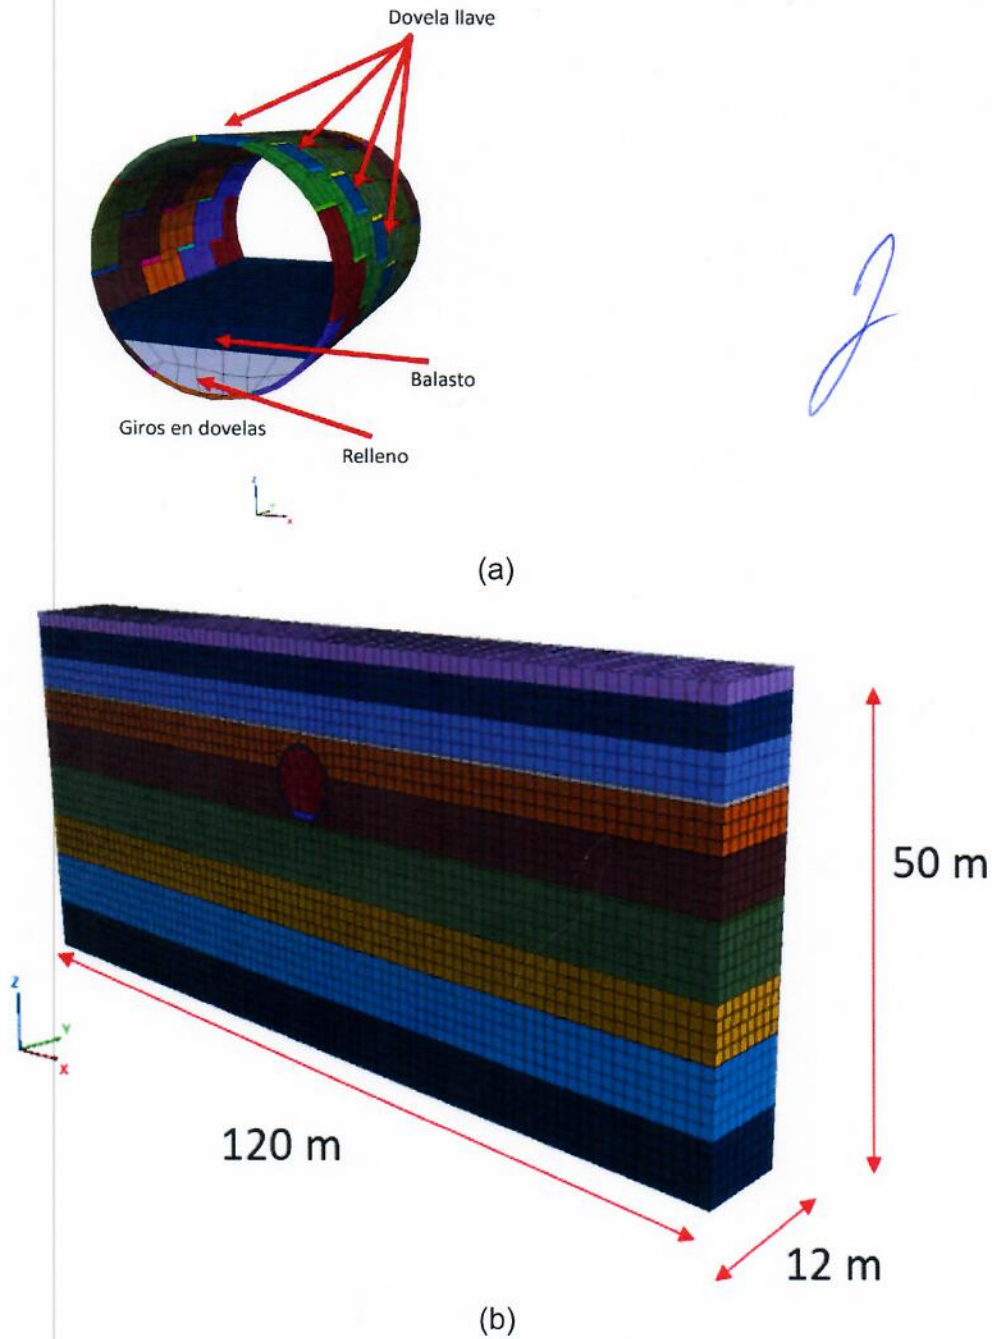 Dovela llave
Balasto
Giros en dovelas
Relleno
z
x
(a)
50 m
z
Y
x
120 m
12 m
(b)